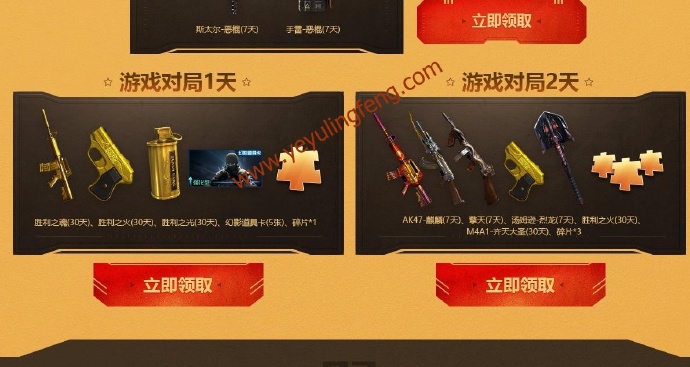 斯太尔-恶棍(7天)
手雷-恶棍(7天)
立即领取
游戏对局1天
游戏对局2天
www.yeyulingfeng.com
胜利之魂(30天)、胜利之火(30天)、胜利之光(30天)、幻影道具卡(5张)、碎片*1
AK47-麒麟(7天)、擎天(7天)、汤姆逊-烈龙(7天)、胜利之火(30天)、
M4A1-齐天大圣(30天)、碎片*3
立即领取
立即领取